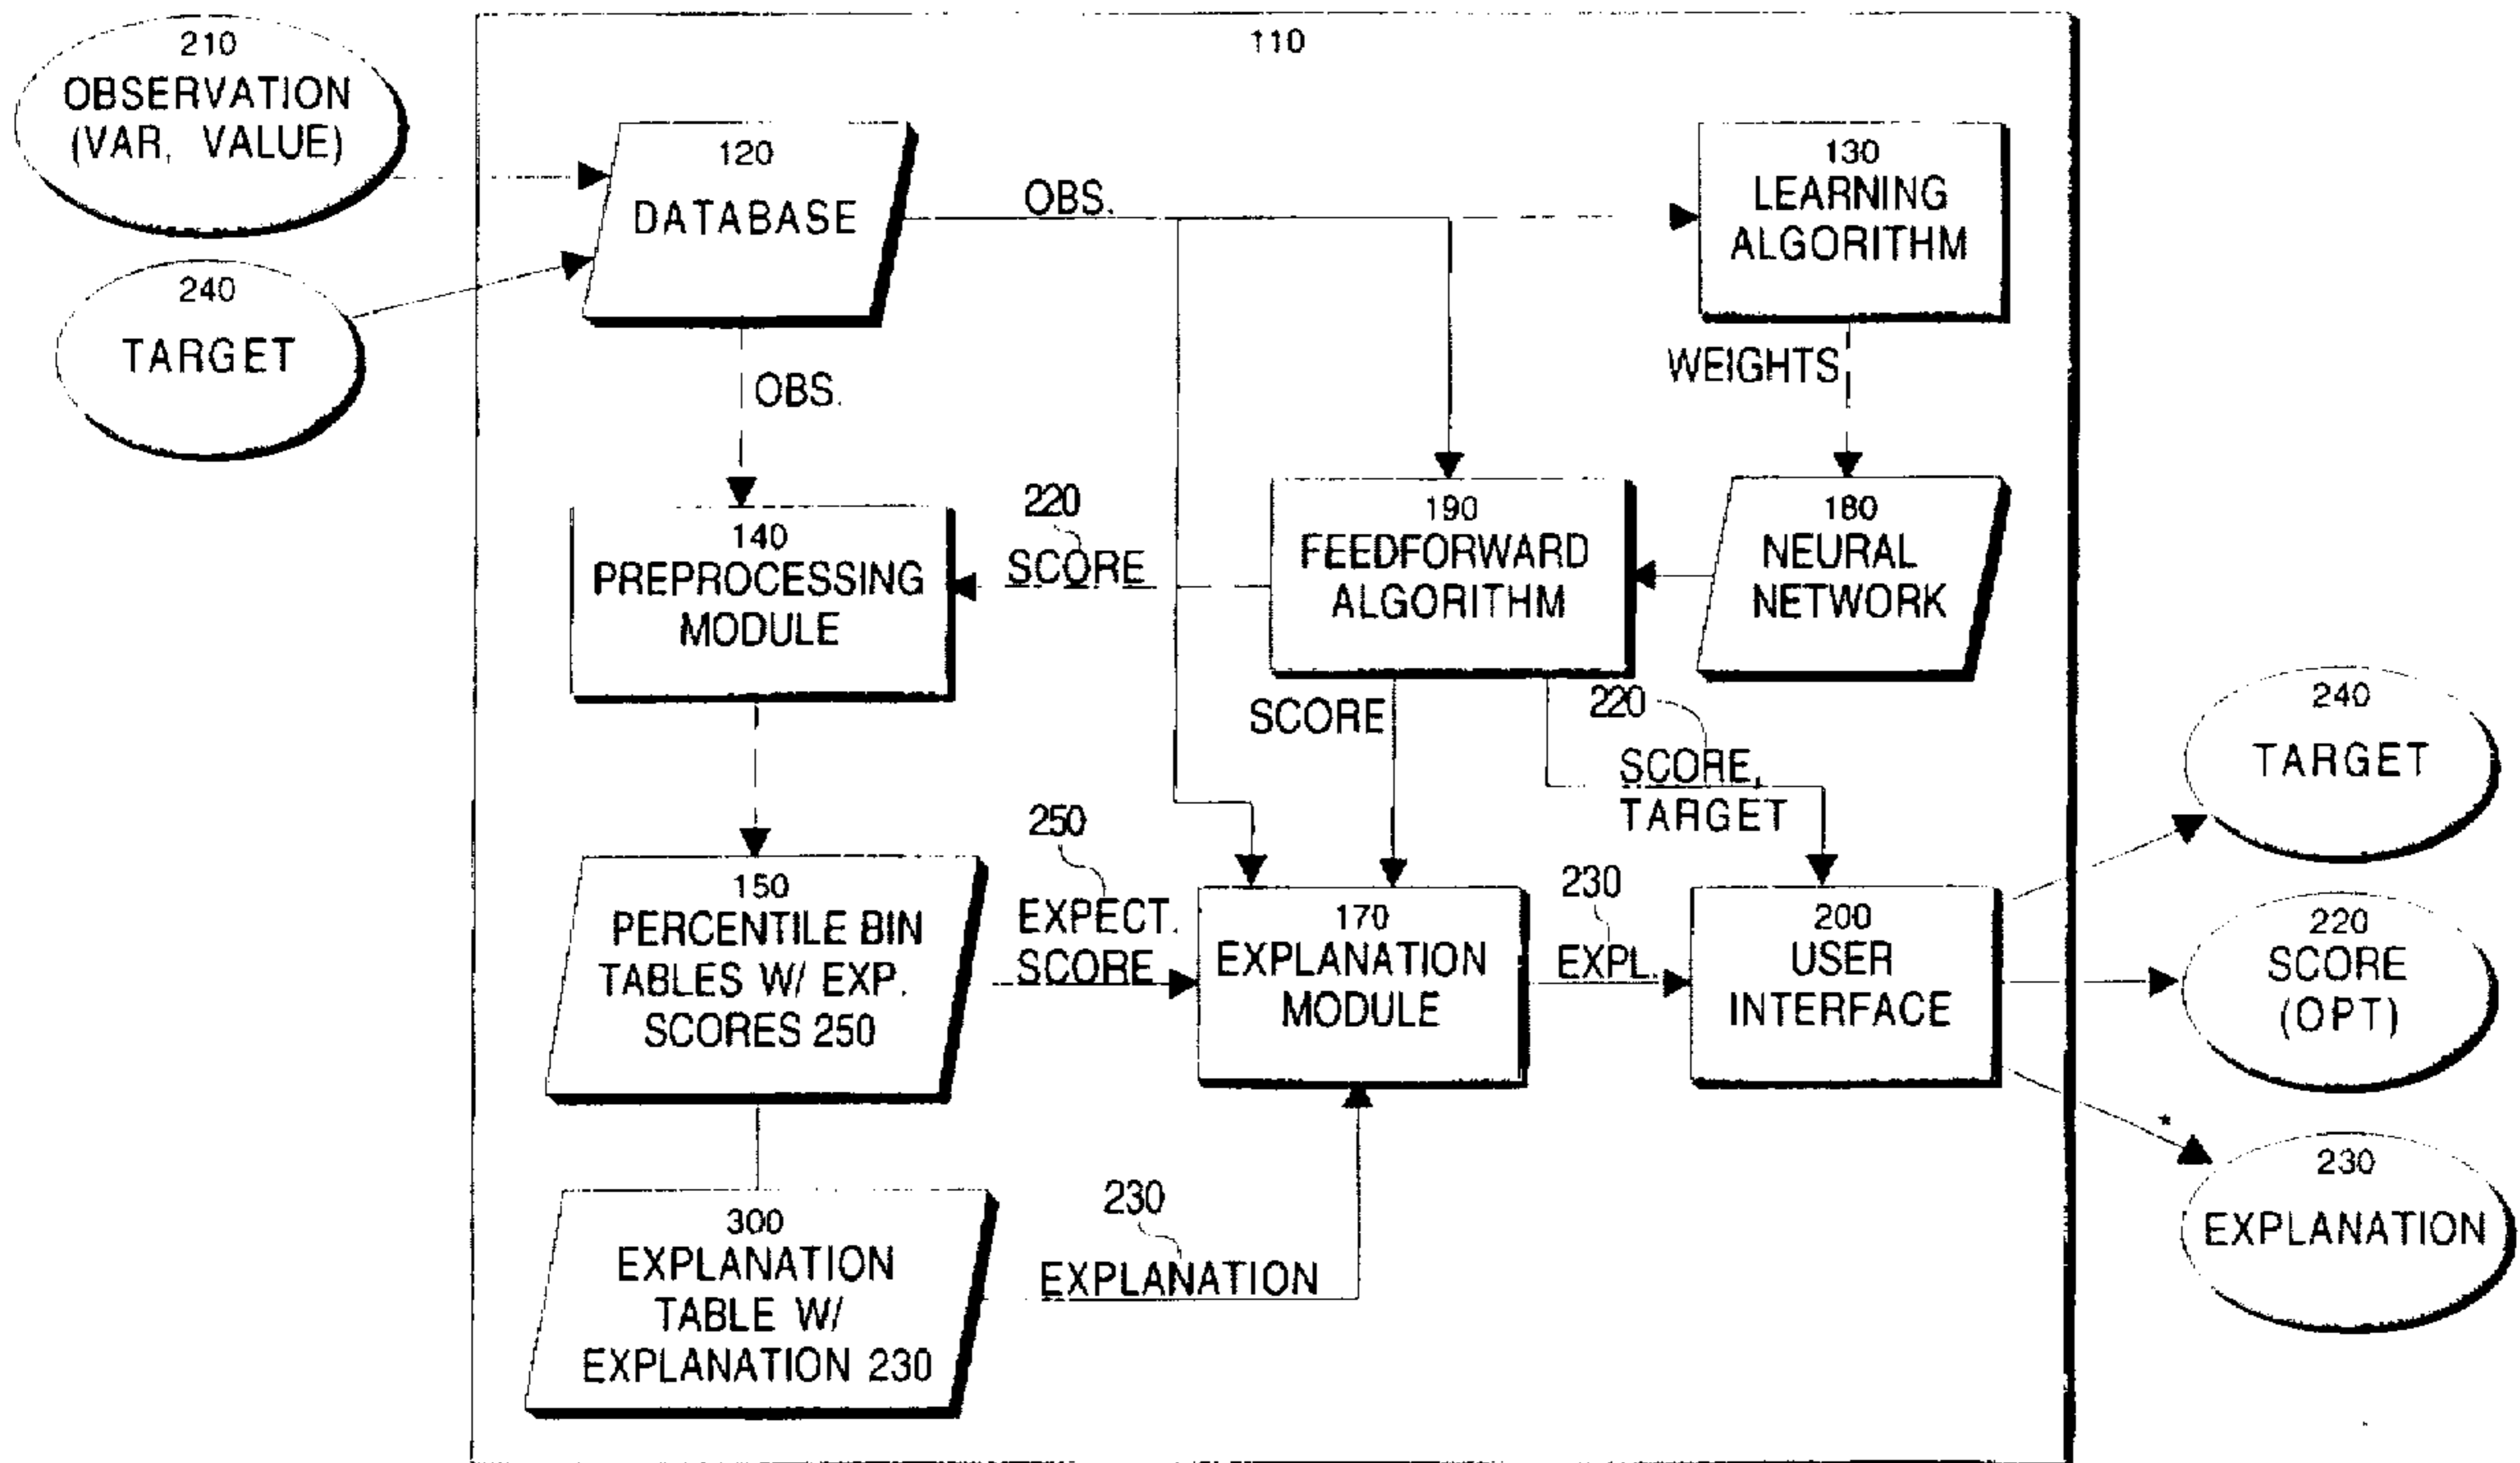 110
210
OBSERVATION
(VAR, VALUE)
240
TARGET
120
DATABASE
OBS.
130
LEARNING
ALGORITHM
OBS.
WEIGHTS
140
PREPROCESSING
MODULE
220
SCORE
190
FEEDFORWARD
ALGORITHM
180
NEURAL
NETWORK
SCORE
220
SCORE,
TARGET
150
PERCENTILE BIN
TABLES W/ EXP.
SCORES 250
250
EXPECT.
SCORE
170
EXPLANATION
MODULE
230
EXPL.
200
USER
INTERFACE
240
TARGET
220
SCORE
(OPT)
*
230
EXPLANATION
300
EXPLANATION
TABLE W/
EXPLANATION 230
230
EXPLANATION